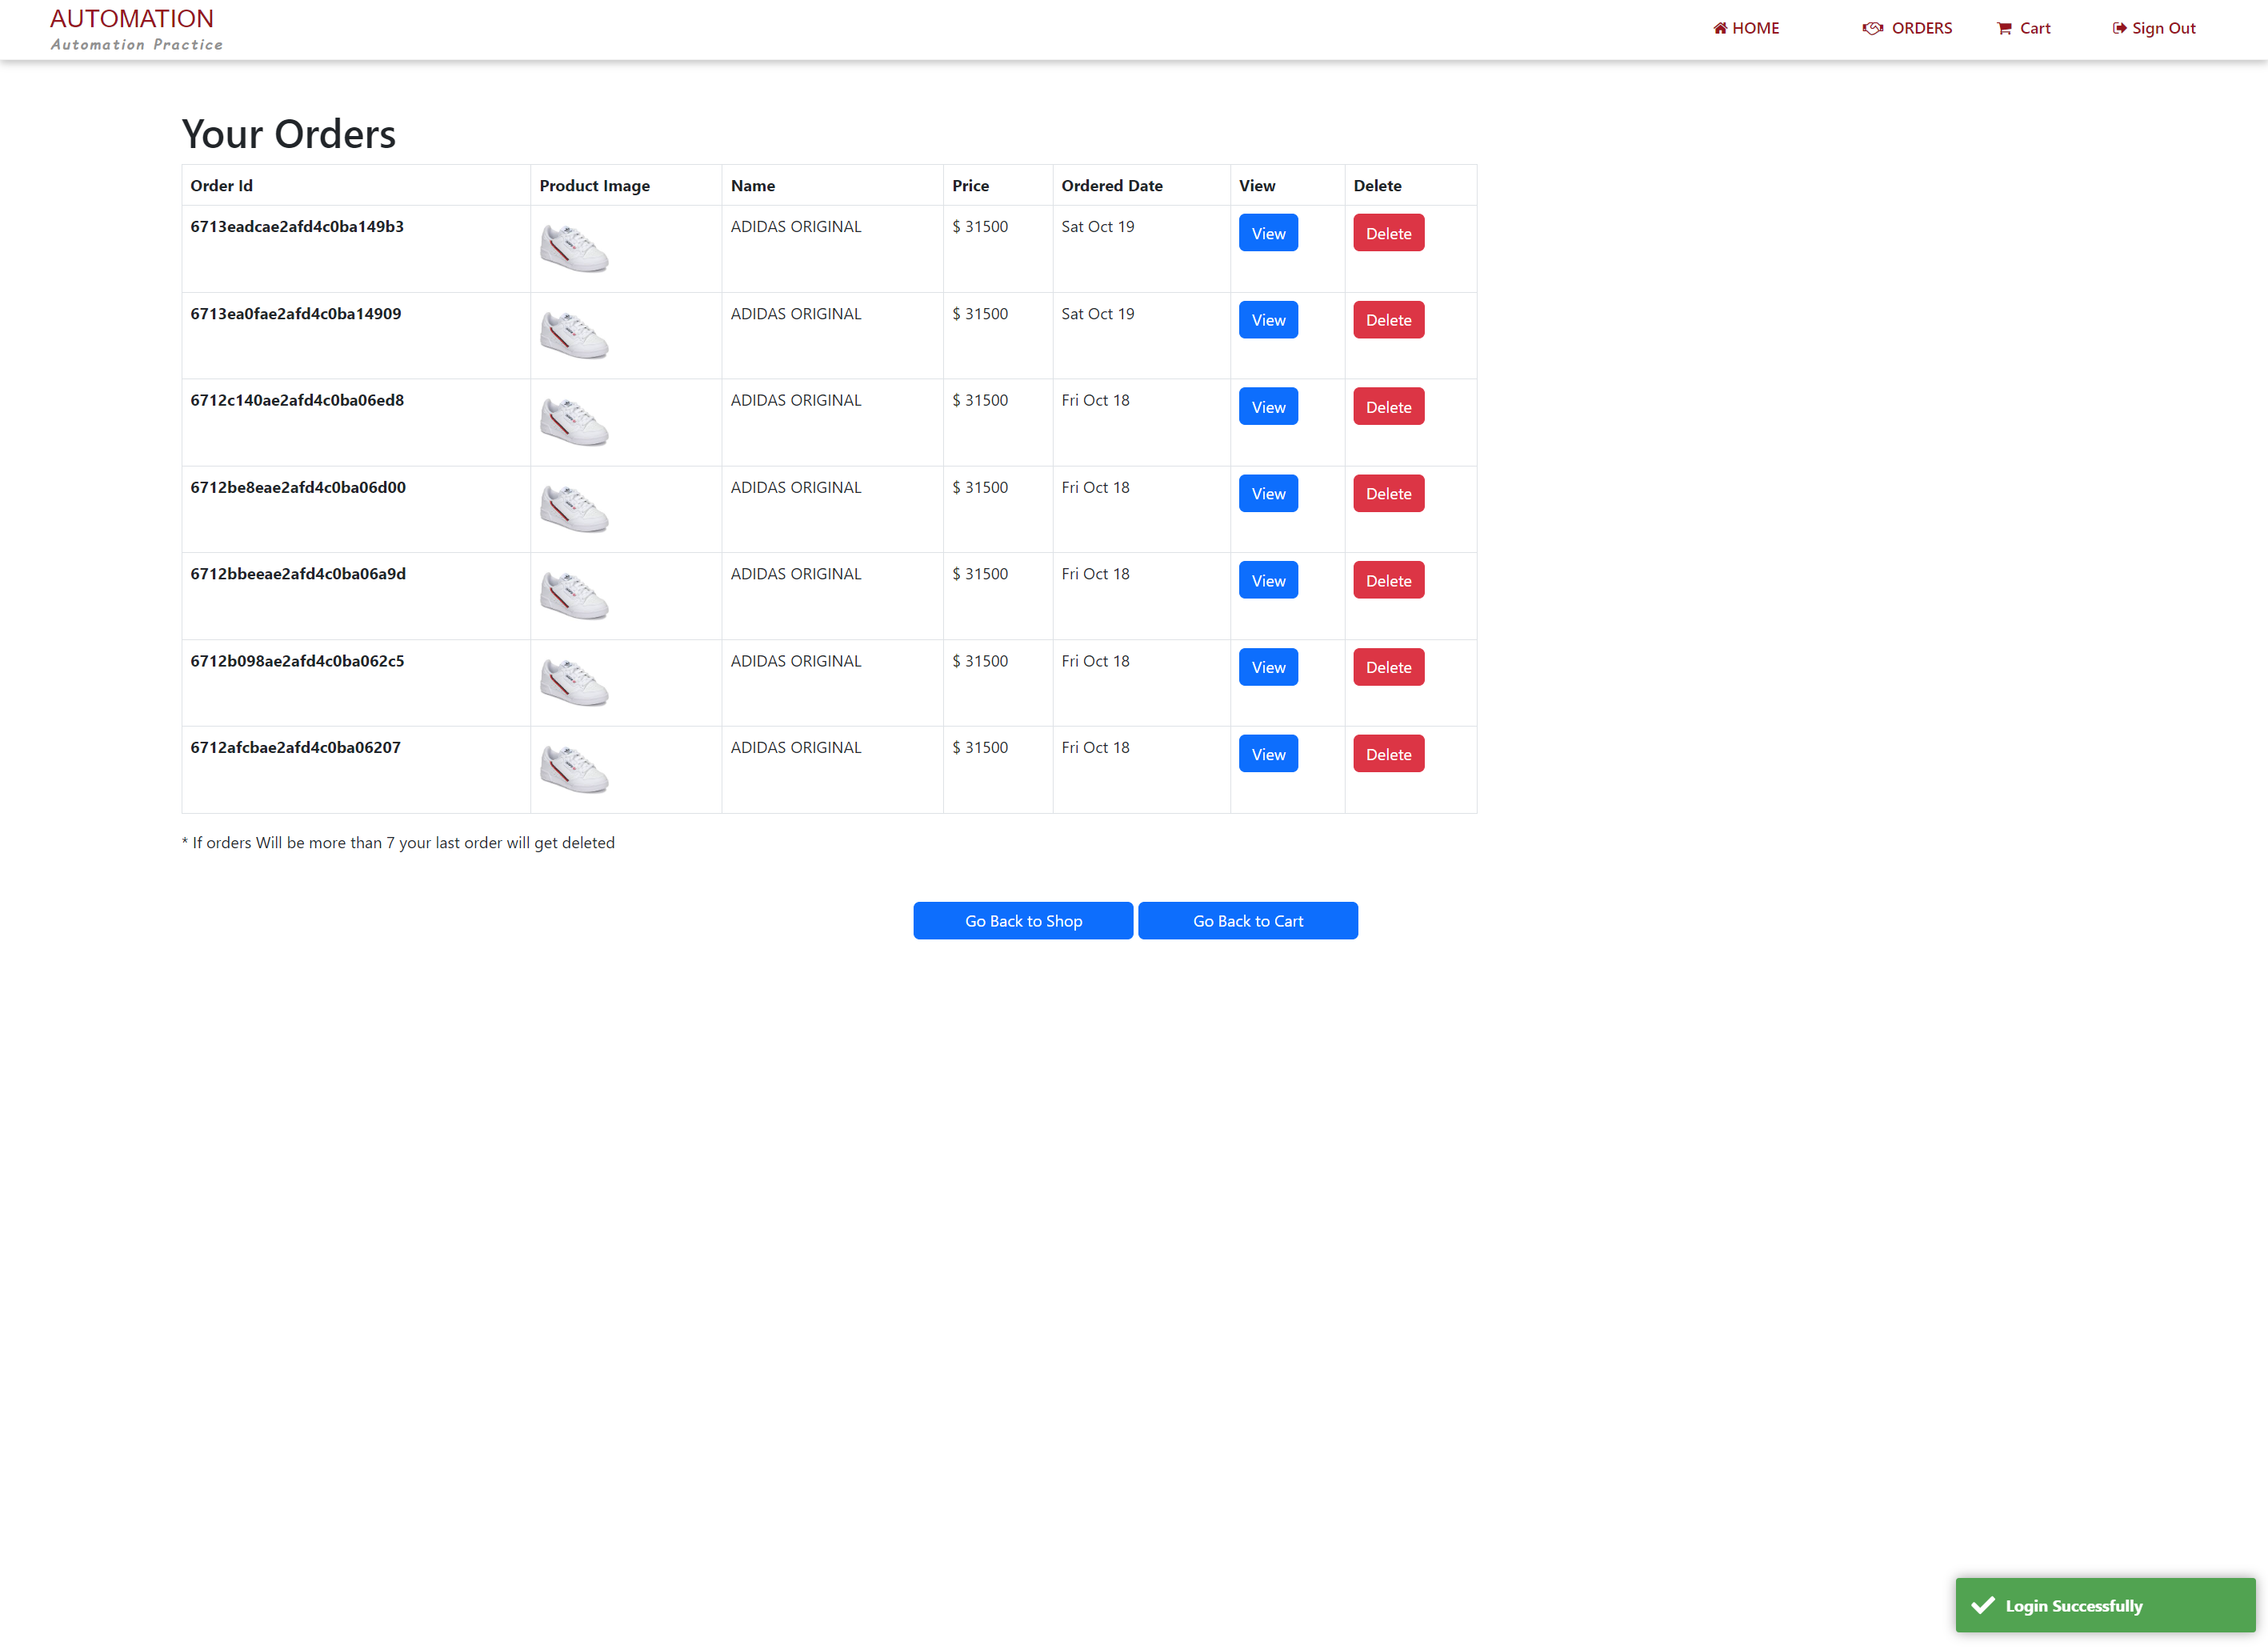 AUTOMATION
Automation Practice
HOME ORDERS Cart Sign Out
Your Orders
Order Id Product Image Name Price Ordered Date View Delete
6713eadcae2afd4c0ba149b3 ADIDAS ORIGINAL $ 31500 Sat Oct 19 View Delete
6713ea0fae2afd4c0ba14909 ADIDAS ORIGINAL $ 31500 Sat Oct 19 View Delete
6712c140ae2afd4c0ba06ed8 ADIDAS ORIGINAL $ 31500 Fri Oct 18 View Delete
6712be8eae2afd4c0ba06d00 ADIDAS ORIGINAL $ 31500 Fri Oct 18 View Delete
6712bbeeae2afd4c0ba06a9d ADIDAS ORIGINAL $ 31500 Fri Oct 18 View Delete
6712b098ae2afd4c0ba062c5 ADIDAS ORIGINAL $ 31500 Fri Oct 18 View Delete
6712afcbae2afd4c0ba06207 ADIDAS ORIGINAL $ 31500 Fri Oct 18 View Delete
* If orders Will be more than 7 your last order will get deleted
Go Back to Shop Go Back to Cart
Login Successfully